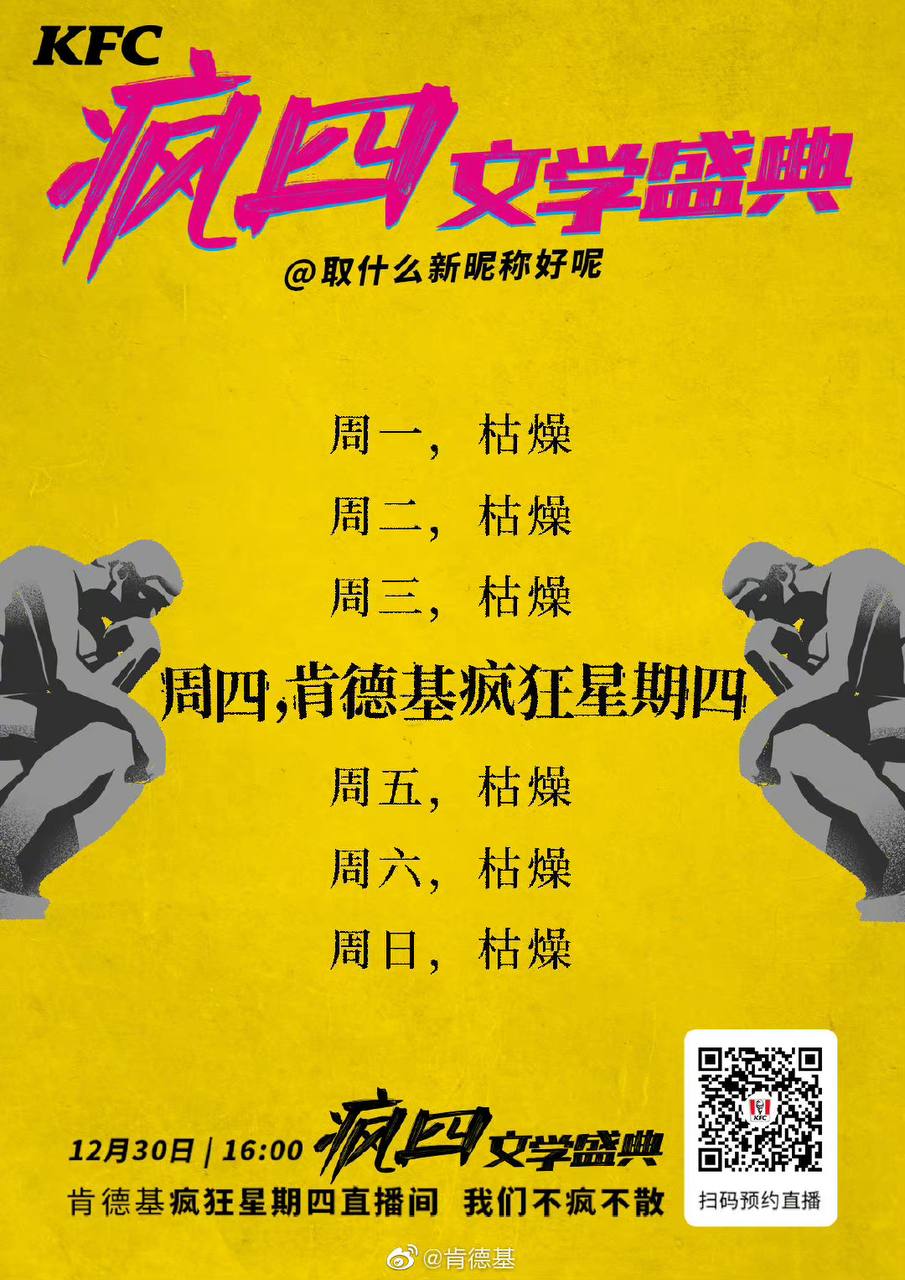 KFC
疯四文学盛典
@取什么新昵称好呢
周一，枯燥
周二，枯燥
周三，枯燥
周四,肯德基疯狂星期四
周五，枯燥
周六，枯燥
周日，枯燥
12月30日 | 16:00 疯四文学盛典
肯德基疯狂星期四直播间 我们不疯不散
KFC
扫码预约直播
@肯德基